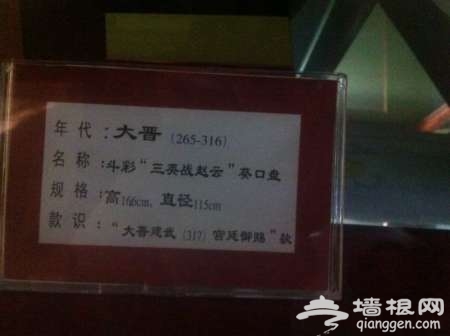 年代：大晋（265-316）
名称：斗彩“三英战赵云”葵口盘
规格：高166cm，直径115cm
款识：“大晋建武（317）宫廷御赐”款
墙根网
qianggen.com